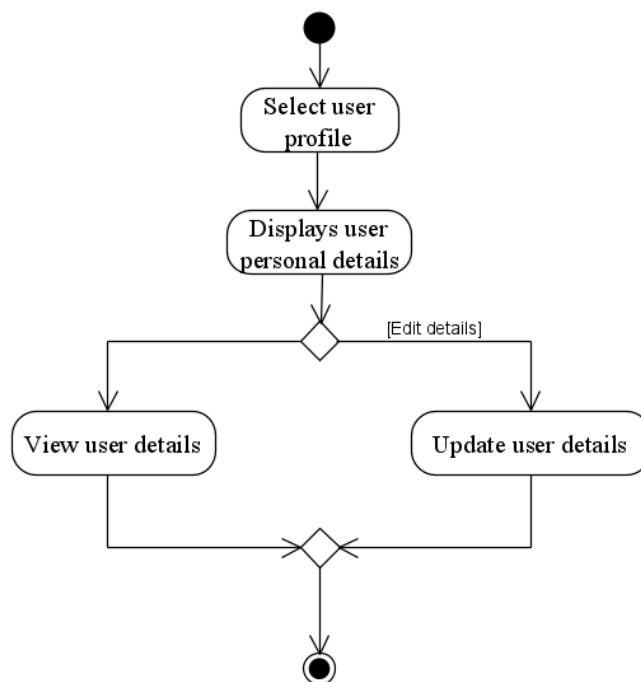 Select user
profile
Displays user
personal details
[Edit details]
View user details
Update user details